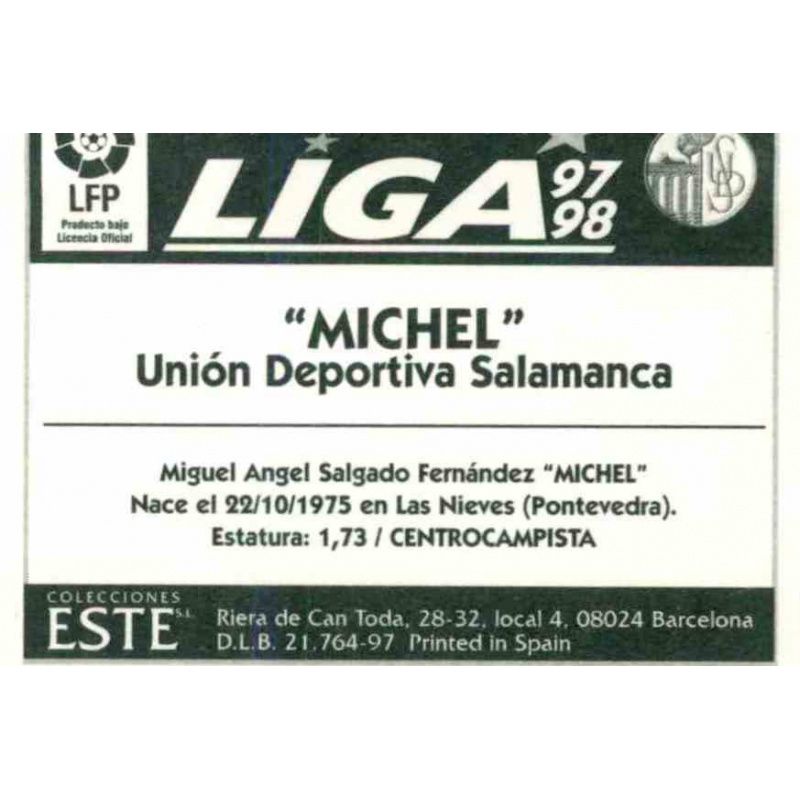 LFP
Producto bajo
Licencia Oficial
LiGA 97 98
"MICHEL"
Unión Deportiva Salamanca
Miguel Angel Salgado Fernández "MICHEL"
Nace el 22/10/1975 en Las Nieves (Pontevedra).
Estatura: 1,73 / CENTROCAMPISTA
COLECCIONES
ESTE S.L.
Riera de Can Toda, 28-32, local 4, 08024 Barcelona
D.L.B. 21.764-97 Printed in Spain